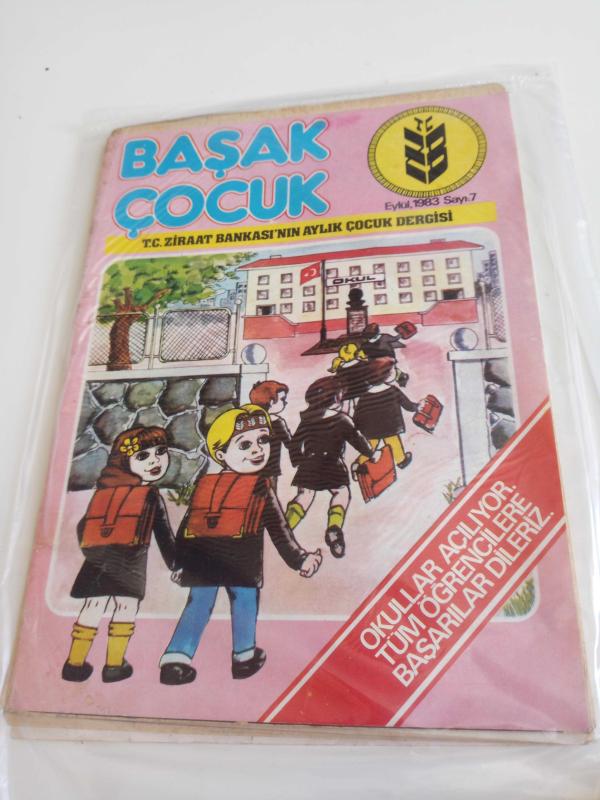 BAŞAK
ÇOCUK
T.C.
ZB
Eylül, 1983 Sayı.7
T.C. ZİRAAT BANKASI'NIN AYLIK ÇOCUK DERGİSİ
OKUL
OKULLAR AÇILIYOR.
TÜM ÖĞRENCİLERE
BAŞARILAR DİLERİZ.